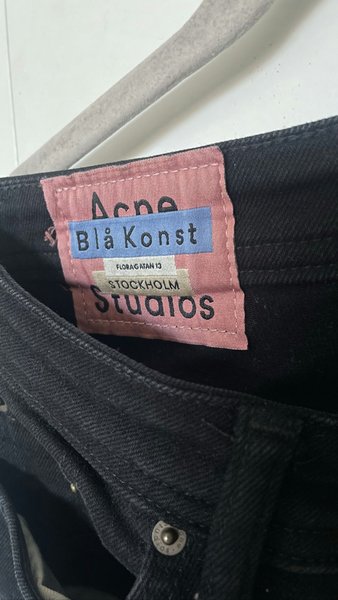 Acne
Blå Konst
FLORAGATAN 13
STOCKHOLM
Studios